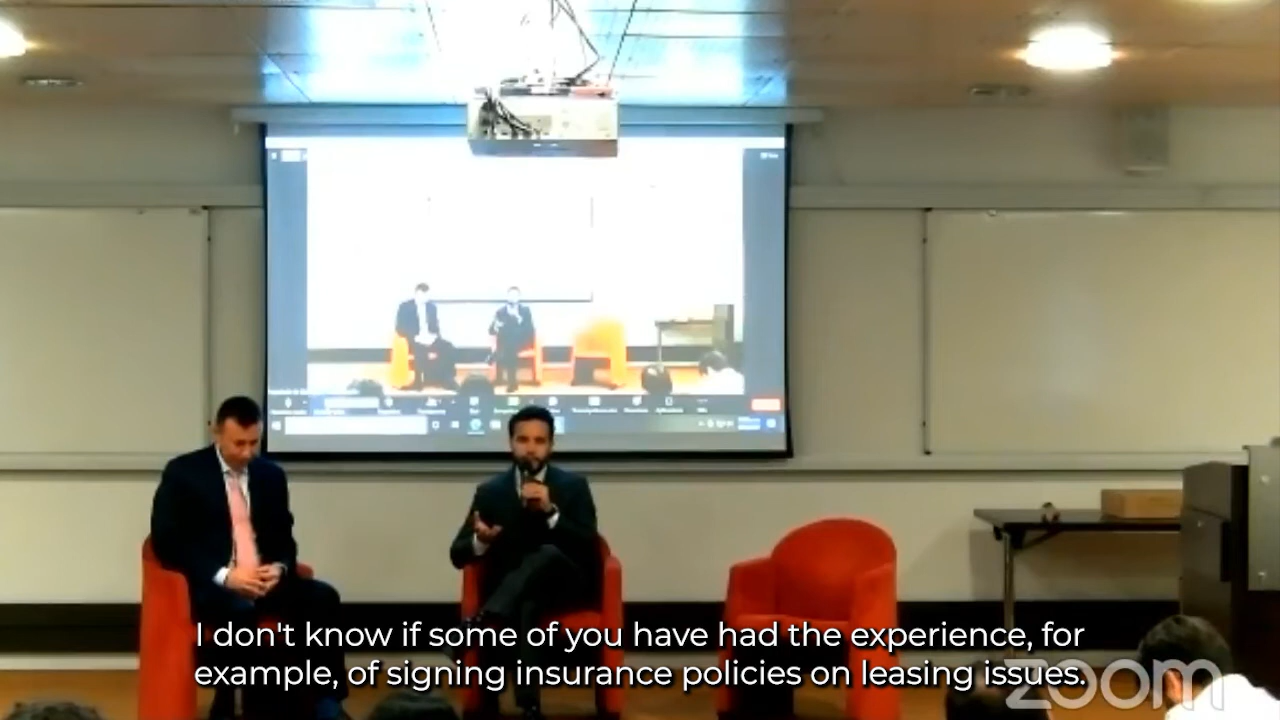 I don't know if some of you have had the experience, for
example, of signing insurance policies on leasing issues.
zoom